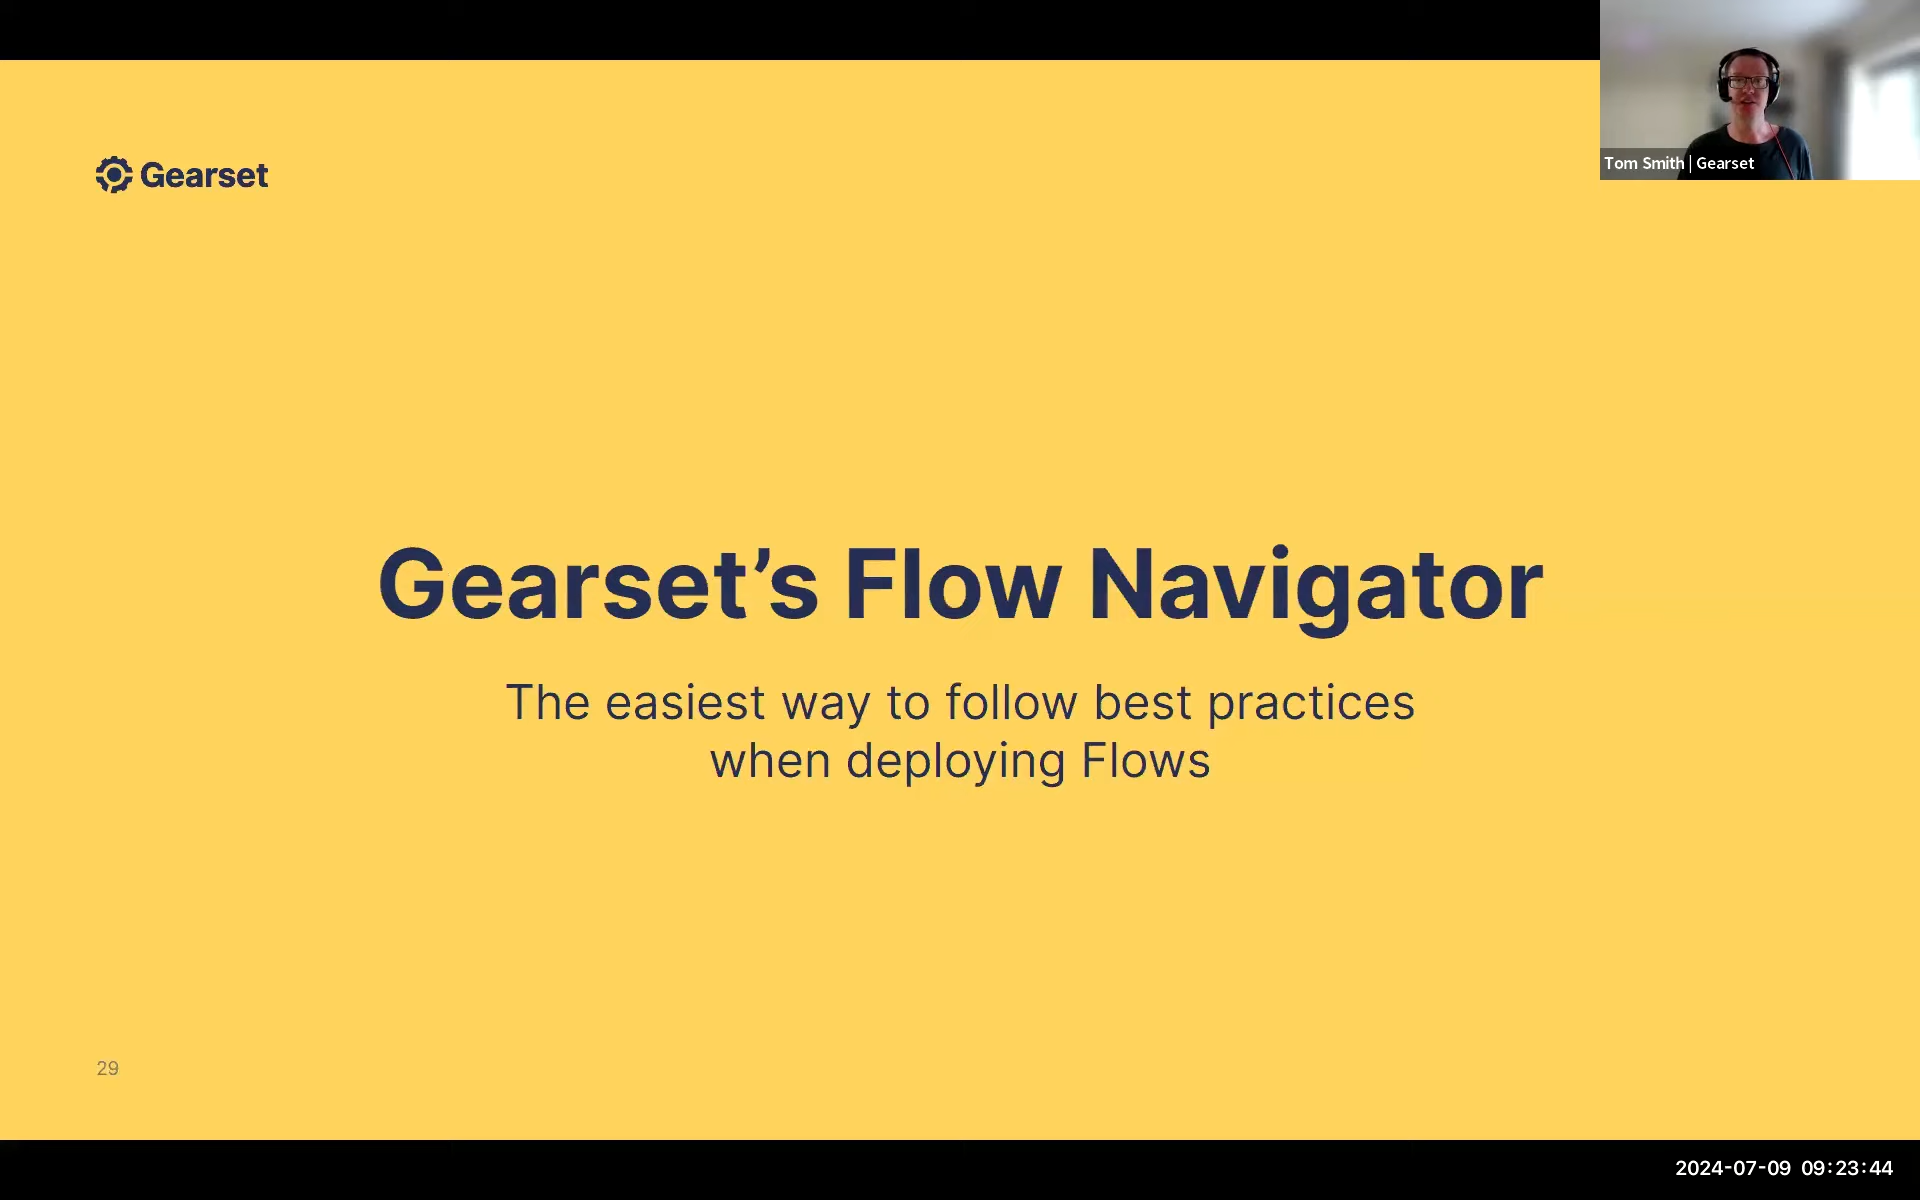 Gearset
Tom Smith | Gearset
Gearset’s Flow Navigator
The easiest way to follow best practices
when deploying Flows
29
2024-07-09 09:23:44